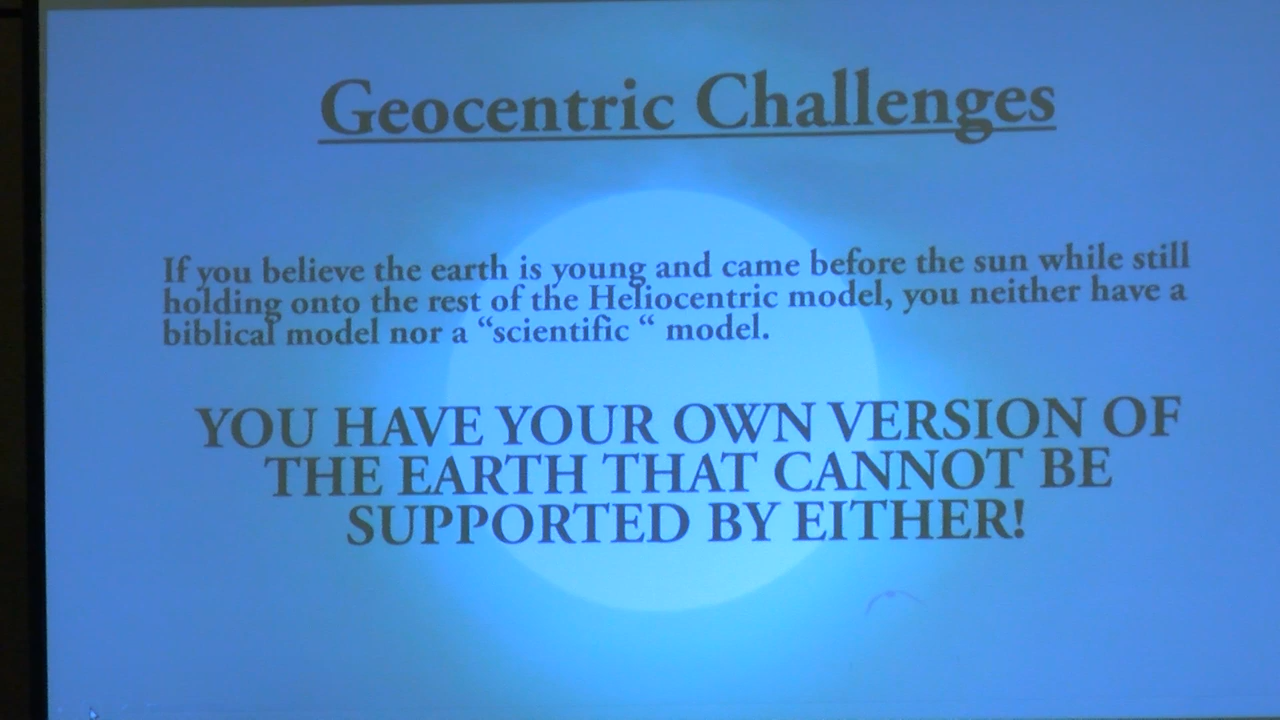 Geocentric Challenges
If you believe the earth is young and came before the sun while still
holding onto the rest of the Heliocentric model, you neither have a
biblical model nor a “scientific “ model.
YOU HAVE YOUR OWN VERSION OF
THE EARTH THAT CANNOT BE
SUPPORTED BY EITHER!